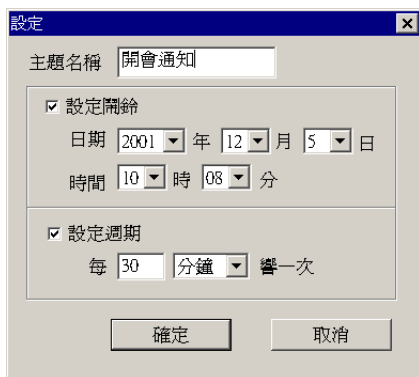 設定
主題名稱 開會通知
設定鬧鈴
日期 2001 年 12 月 5 日
時間 10 時 08 分
設定週期
每 30 分鐘 響一次
確定 取消